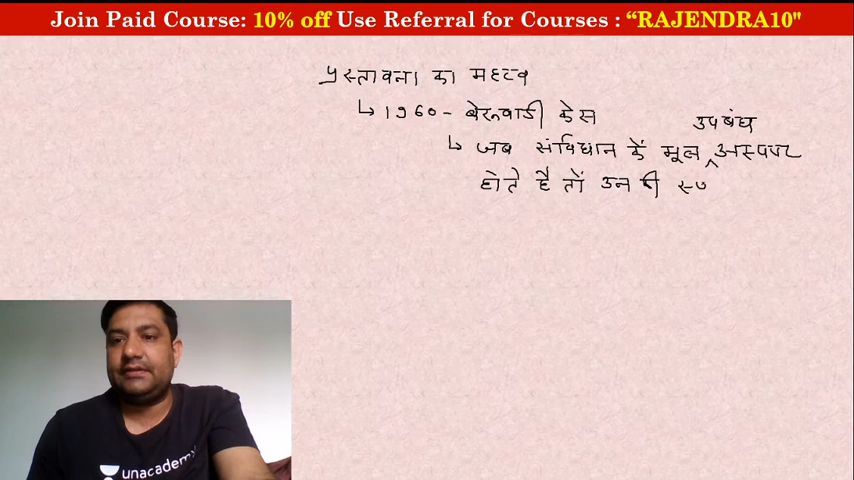 Join Paid Course: 10% off Use Referral for Courses : “RAJENDRA10"
प्रस्तावना का महत्व
↳ 1960 - बेरूबाडी केस
उपबंध
↳ जब संविधान के मूल ^ अस्पष्ट
होते है तो उन की
unacademy